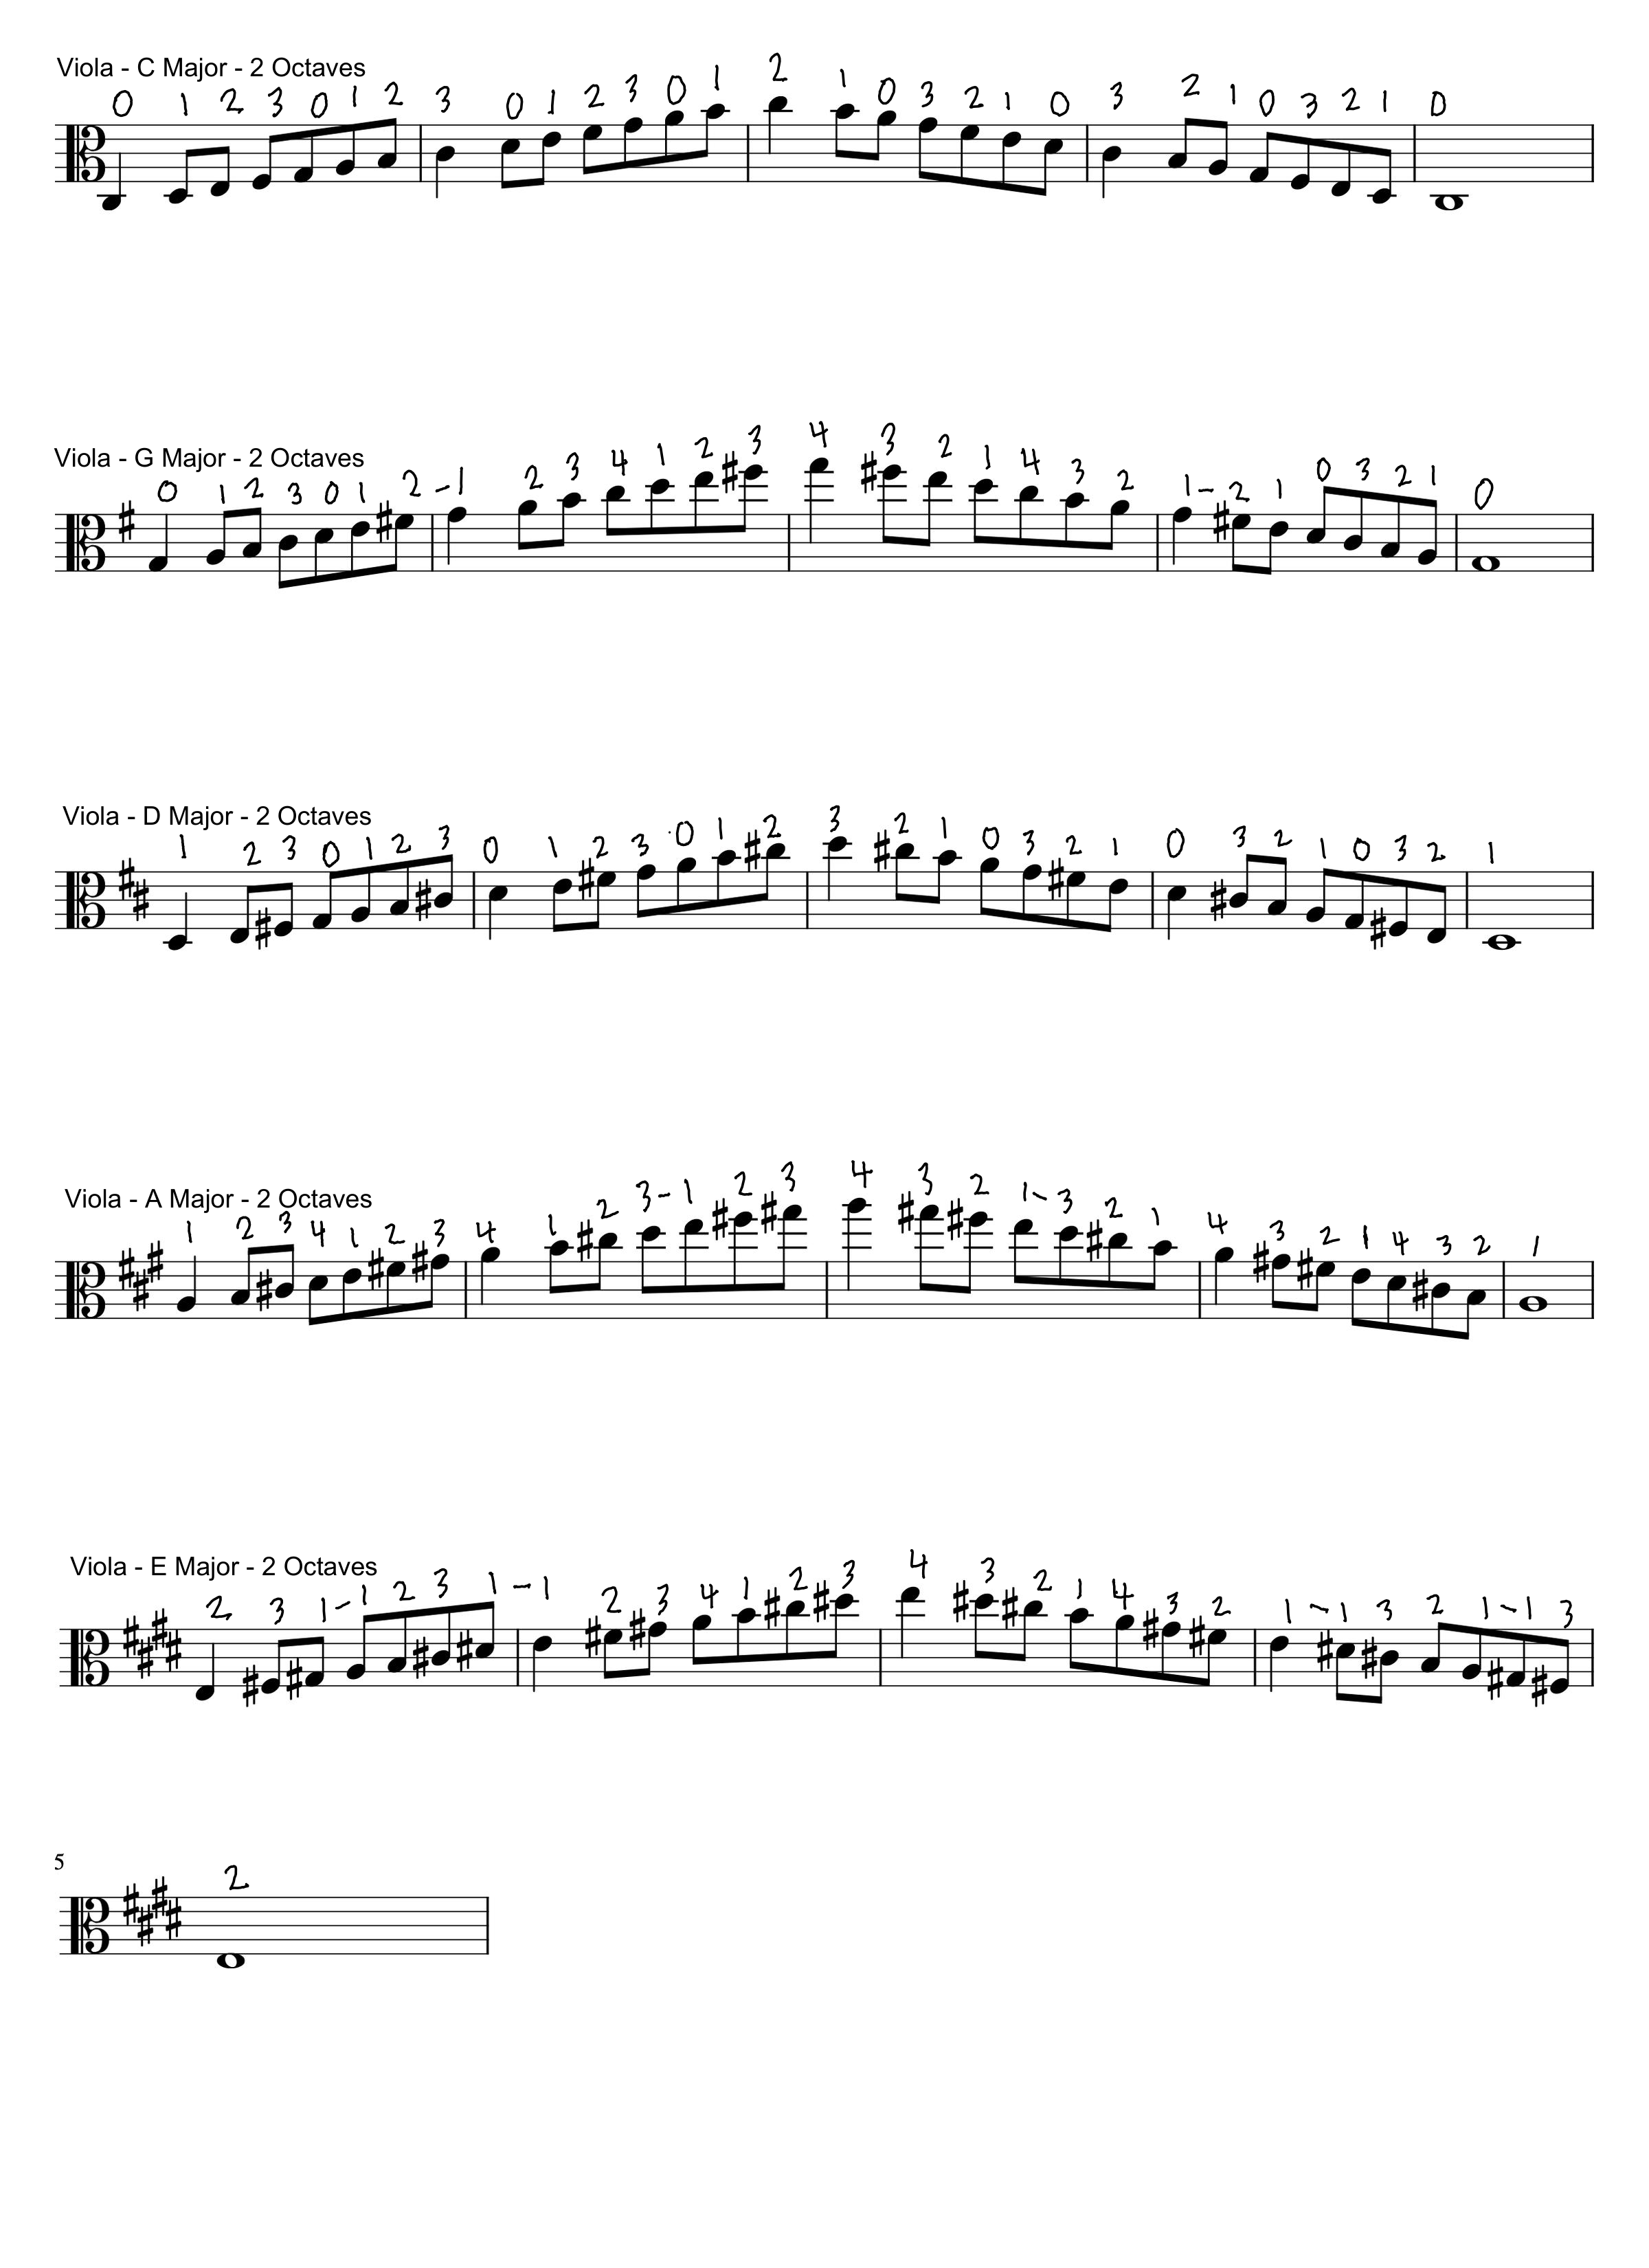 Viola - C Major - 2 Octaves
0 1 2 3 0 1 2 3 0 1 2 3 0 1 2 1 0 3 2 1 0 3 2 1 0 3 2 1 0
Viola - G Major - 2 Octaves
0 1 2 3 0 1 2 -1 2 3 4 1 2 3 4 3 2 1 4 3 2 1- 2 1 0 3 2 1 0
Viola - D Major - 2 Octaves
1 2 3 0 1 2 3 0 1 2 3 0 1 2 3 2 1 0 3 2 1 0 3 2 1 0 3 2 1
Viola - A Major - 2 Octaves
1 2 3 4 1 2 3 4 1 2 3-1 2 3 4 3 2 1-3 2 1 4 3 2 1 4 3 2 1
Viola - E Major - 2 Octaves
2 3 1-1 2 3 1-1 2 3 4 1 2 3 4 3 2 1 4 3 2 1-1 3 2 1-1 3
5
2